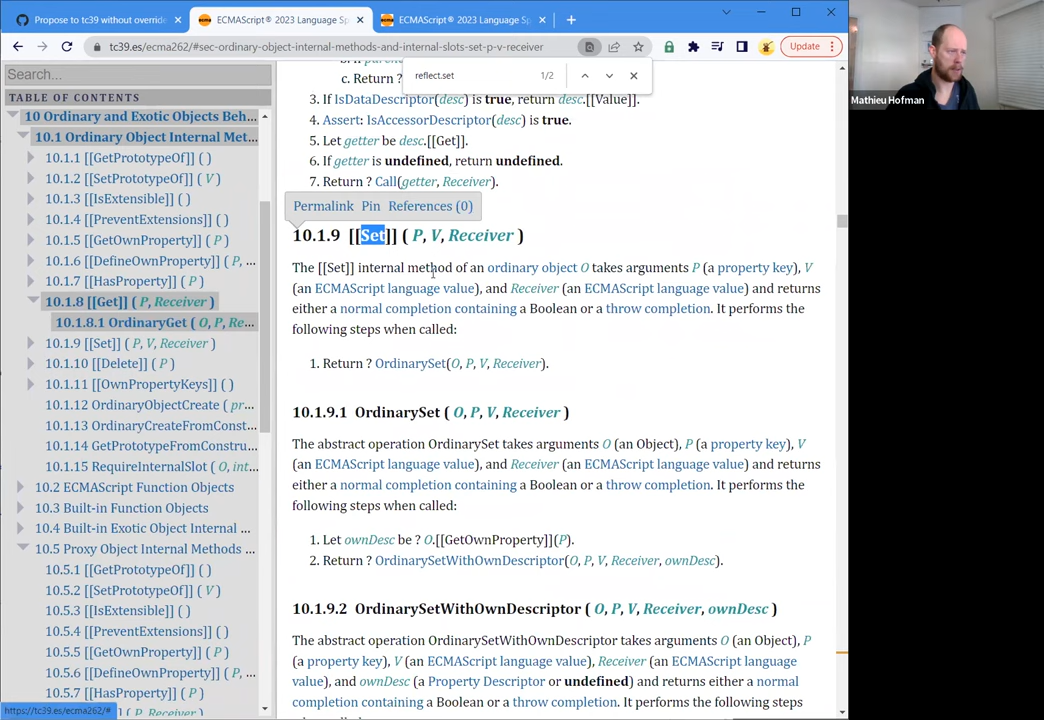 Propose to tc39 without override
ECMAScript® 2023 Language Sp
ECMAScript® 2023 Language Sp
tc39.es/ecma262/#sec-ordinary-object-internal-methods-and-internal-slots-set-p-v-receiver
Update
reflect.set 1/2
Search...
TABLE OF CONTENTS
10 Ordinary and Exotic Objects Beh...
10.1 Ordinary Object Internal Met...
10.1.1 [[GetPrototypeOf]] ( )
10.1.2 [[SetPrototypeOf]] ( V )
10.1.3 [[IsExtensible]] ( )
10.1.4 [[PreventExtensions]] ( )
10.1.5 [[GetOwnProperty]] ( P )
10.1.6 [[DefineOwnProperty]] ( P, ...
10.1.7 [[HasProperty]] ( P )
10.1.8 [[Get]] ( P, Receiver )
10.1.8.1 OrdinaryGet ( O, P, Re...
10.1.9 [[Set]] ( P, V, Receiver )
10.1.10 [[Delete]] ( P )
10.1.11 [[OwnPropertyKeys]] ( )
10.1.12 OrdinaryObjectCreate ( pr...
10.1.13 OrdinaryCreateFromConst...
10.1.14 GetPrototypeFromConstru...
10.1.15 RequireInternalSlot ( O, int...
10.2 ECMAScript Function Objects
10.3 Built-in Function Objects
10.4 Built-in Exotic Object Internal ...
10.5 Proxy Object Internal Methods ...
10.5.1 [[GetPrototypeOf]] ( )
10.5.2 [[SetPrototypeOf]] ( V )
10.5.3 [[IsExtensible]] ( )
10.5.4 [[PreventExtensions]] ( )
10.5.5 [[GetOwnProperty]] ( P )
10.5.6 [[DefineOwnProperty]] ( P, ...
10.5.7 [[HasProperty]] ( P )
https://tc39.es/ecma262/#
c. Return ?
3. If IsDataDescriptor(desc) is true, return desc.[[Value]].
4. Assert: IsAccessorDescriptor(desc) is true.
5. Let getter be desc.[[Get]].
6. If getter is undefined, return undefined.
7. Return ? Call(getter, Receiver).
Permalink Pin References (0)
10.1.9 [[Set]] ( P, V, Receiver )
The [[Set]] internal method of an ordinary object O takes arguments P (a property key), V
(an ECMAScript language value), and Receiver (an ECMAScript language value) and returns
either a normal completion containing a Boolean or a throw completion. It performs the
following steps when called:
1. Return ? OrdinarySet(O, P, V, Receiver).
10.1.9.1 OrdinarySet ( O, P, V, Receiver )
The abstract operation OrdinarySet takes arguments O (an Object), P (a property key), V
(an ECMAScript language value), and Receiver (an ECMAScript language value) and returns
either a normal completion containing a Boolean or a throw completion. It performs the
following steps when called:
1. Let ownDesc be ? O.[[GetOwnProperty]](P).
2. Return ? OrdinarySetWithOwnDescriptor(O, P, V, Receiver, ownDesc).
10.1.9.2 OrdinarySetWithOwnDescriptor ( O, P, V, Receiver, ownDesc )
The abstract operation OrdinarySetWithOwnDescriptor takes arguments O (an Object), P
(a property key), V (an ECMAScript language value), Receiver (an ECMAScript language
value), and ownDesc (a Property Descriptor or undefined) and returns either a normal
completion containing a Boolean or a throw completion. It performs the following steps
Mathieu Hofman